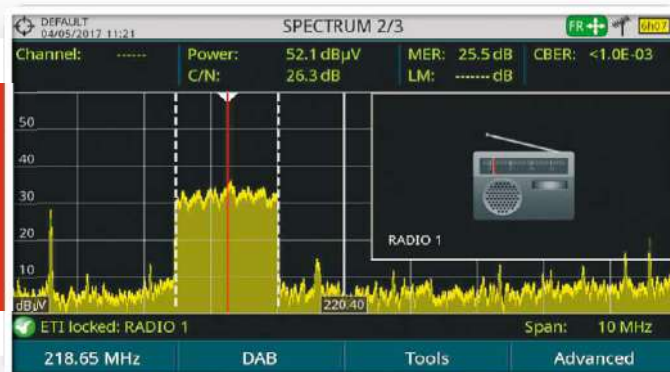 DEFAULT
04/05/2017 11:21
SPECTRUM 2/3
FR
6h07
Channel: ------
Power: 52.1 dBµV
MER: 25.5 dB
CBER: <1.0E-03
C/N: 26.3 dB
LM: ------- dB
50
40
30
20
10
dBµV
220.40
RADIO 1
ETI locked: RADIO 1
Span: 10 MHz
218.65 MHz
DAB
Tools
Advanced